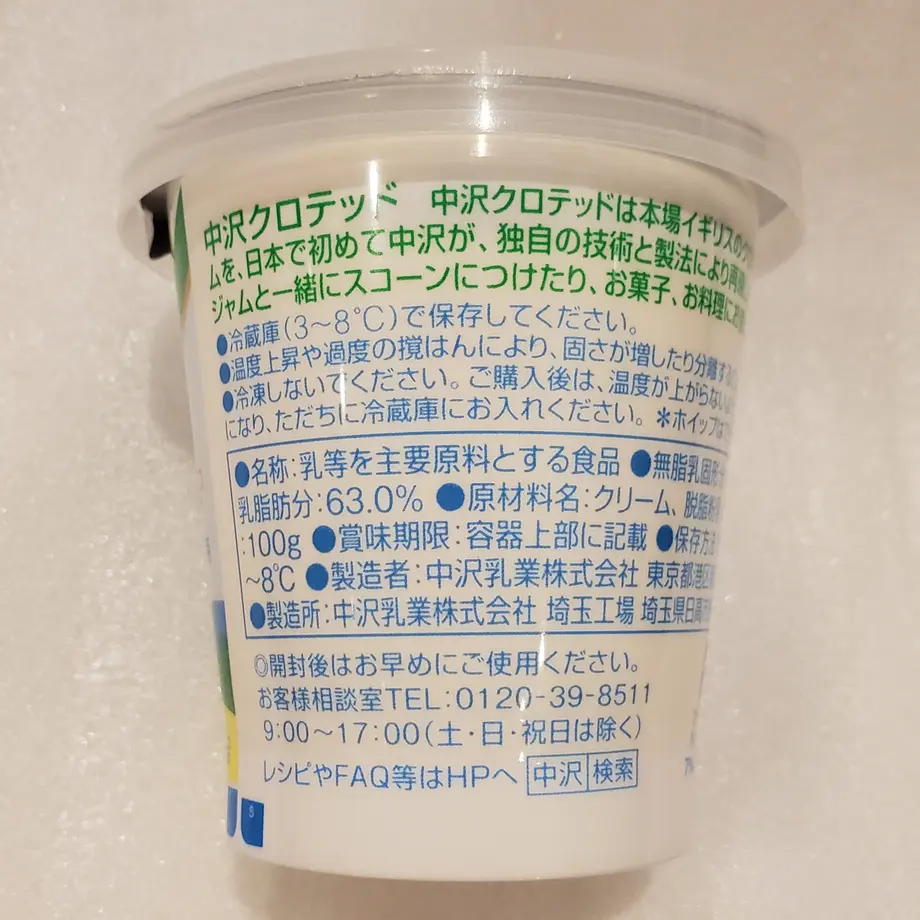 中沢クロテッド 中沢クロテッドは本場イギリスの
ムを、日本で初めて中沢が、独自の技術と製法により再
ジャムと一緒にスコーンにつけたり、お菓子、お料理にお
●冷蔵庫(3~8℃)で保存してください。
●温度上昇や過度の撹はんにより、固さが増したり分離する
●冷凍しないでください。ご購入後は、温度が上がらない
になり、ただちに冷蔵庫にお入れください。*ホイップは
●名称:乳等を主要原料とする食品 ●無脂乳固形
乳脂肪分:63.0% ●原材料名:クリーム、脱脂粉
:100g ●賞味期限:容器上部に記載 ●保存方法
~8℃ ●製造者:中沢乳業株式会社 東京都港区
●製造所:中沢乳業株式会社 埼玉工場 埼玉県日高市
◎開封後はお早めにご使用ください。
お客様相談室TEL:0120-39-8511
9:00~17:00(土・日・祝日は除く)
レシピやFAQ等はHPへ 中沢 検索
S